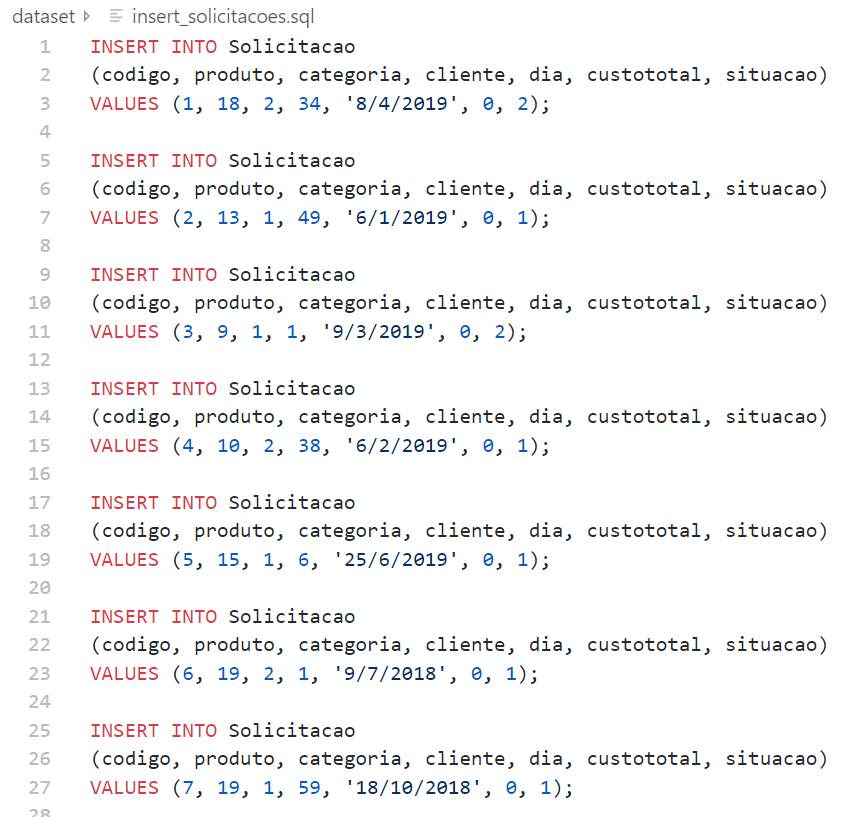 dataset insert_solicitacoes.sql
1 INSERT INTO Solicitacao
2 (codigo, produto, categoria, cliente, dia, custototal, situacao)
3 VALUES (1, 18, 2, 34, '8/4/2019', 0, 2);
4
5 INSERT INTO Solicitacao
6 (codigo, produto, categoria, cliente, dia, custototal, situacao)
7 VALUES (2, 13, 1, 49, '6/1/2019', 0, 1);
8
9 INSERT INTO Solicitacao
10 (codigo, produto, categoria, cliente, dia, custototal, situacao)
11 VALUES (3, 9, 1, 1, '9/3/2019', 0, 2);
12
13 INSERT INTO Solicitacao
14 (codigo, produto, categoria, cliente, dia, custototal, situacao)
15 VALUES (4, 10, 2, 38, '6/2/2019', 0, 1);
16
17 INSERT INTO Solicitacao
18 (codigo, produto, categoria, cliente, dia, custototal, situacao)
19 VALUES (5, 15, 1, 6, '25/6/2019', 0, 1);
20
21 INSERT INTO Solicitacao
22 (codigo, produto, categoria, cliente, dia, custototal, situacao)
23 VALUES (6, 19, 2, 1, '9/7/2018', 0, 1);
24
25 INSERT INTO Solicitacao
26 (codigo, produto, categoria, cliente, dia, custototal, situacao)
27 VALUES (7, 19, 1, 59, '18/10/2018', 0, 1);
28